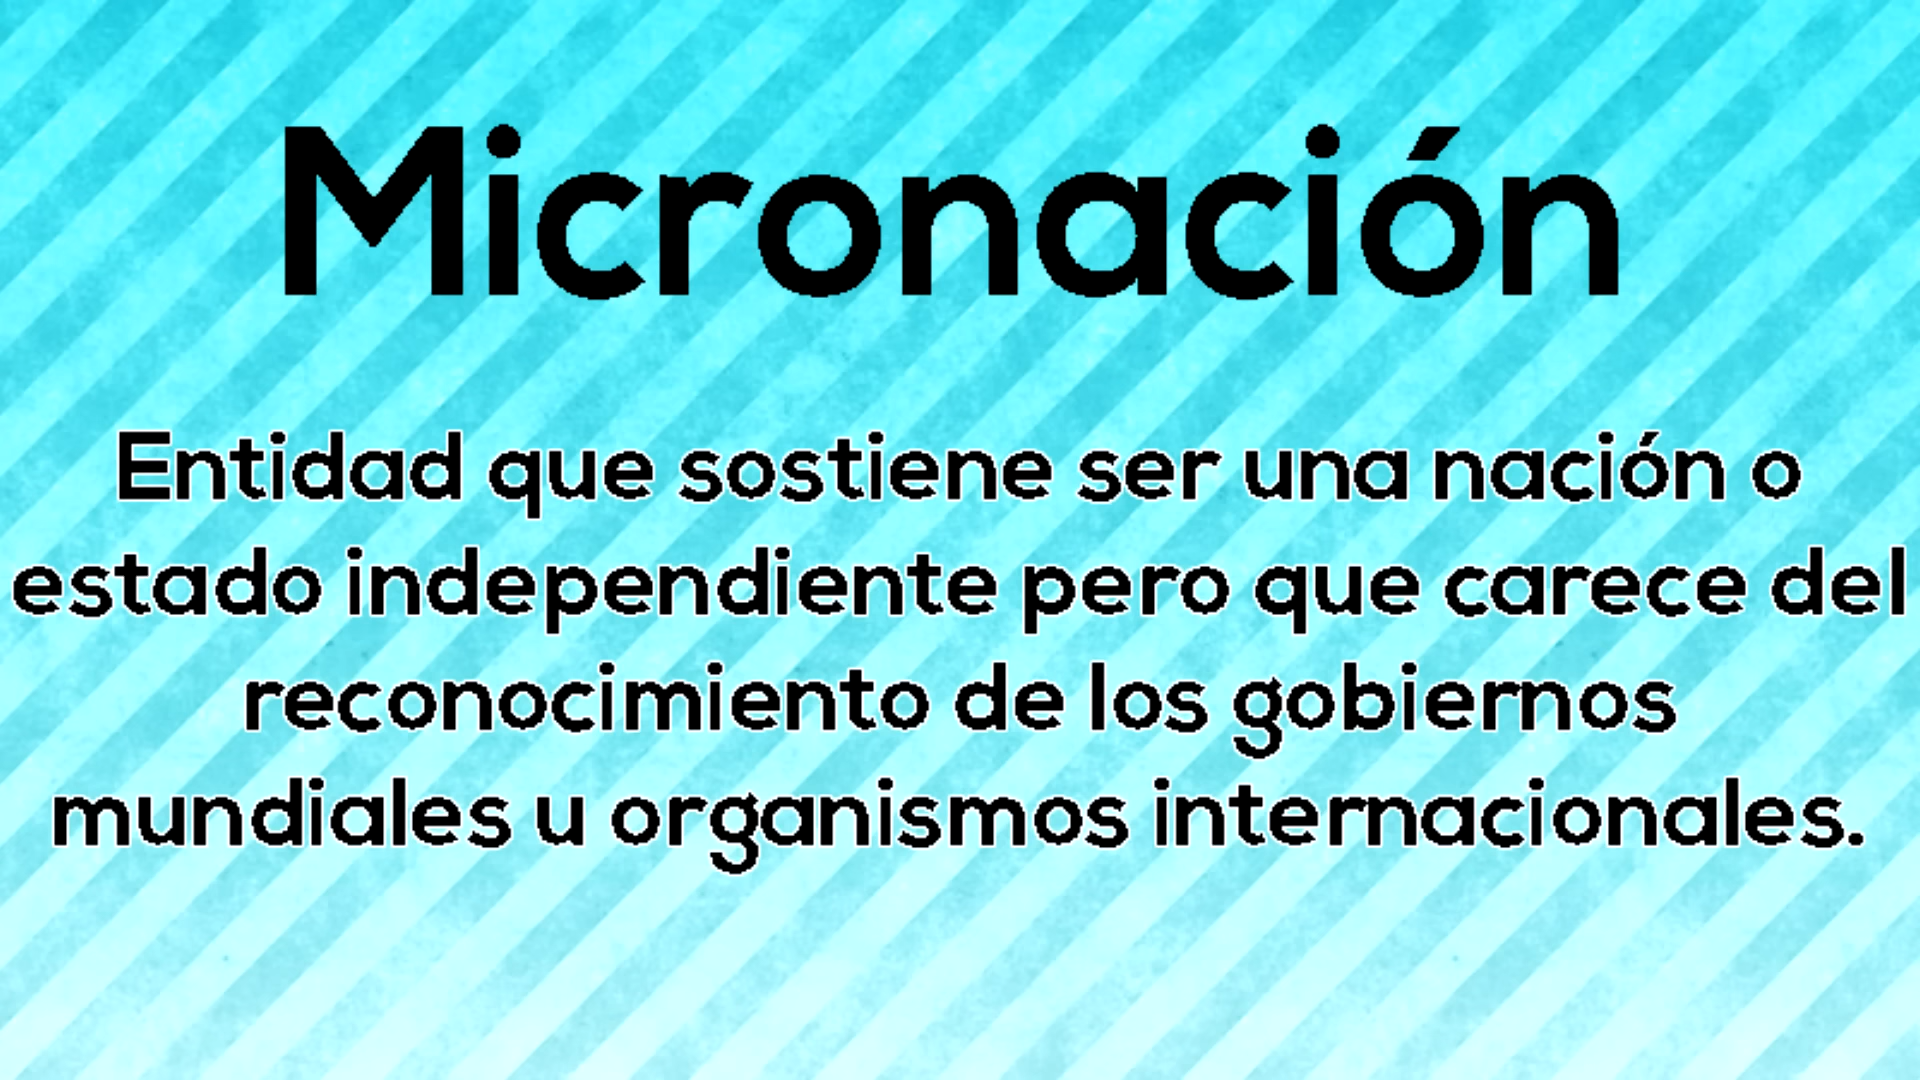 Micronación
Entidad que sostiene ser una nación o
estado independiente pero que carece del
reconocimiento de los gobiernos
mundiales u organismos internacionales.